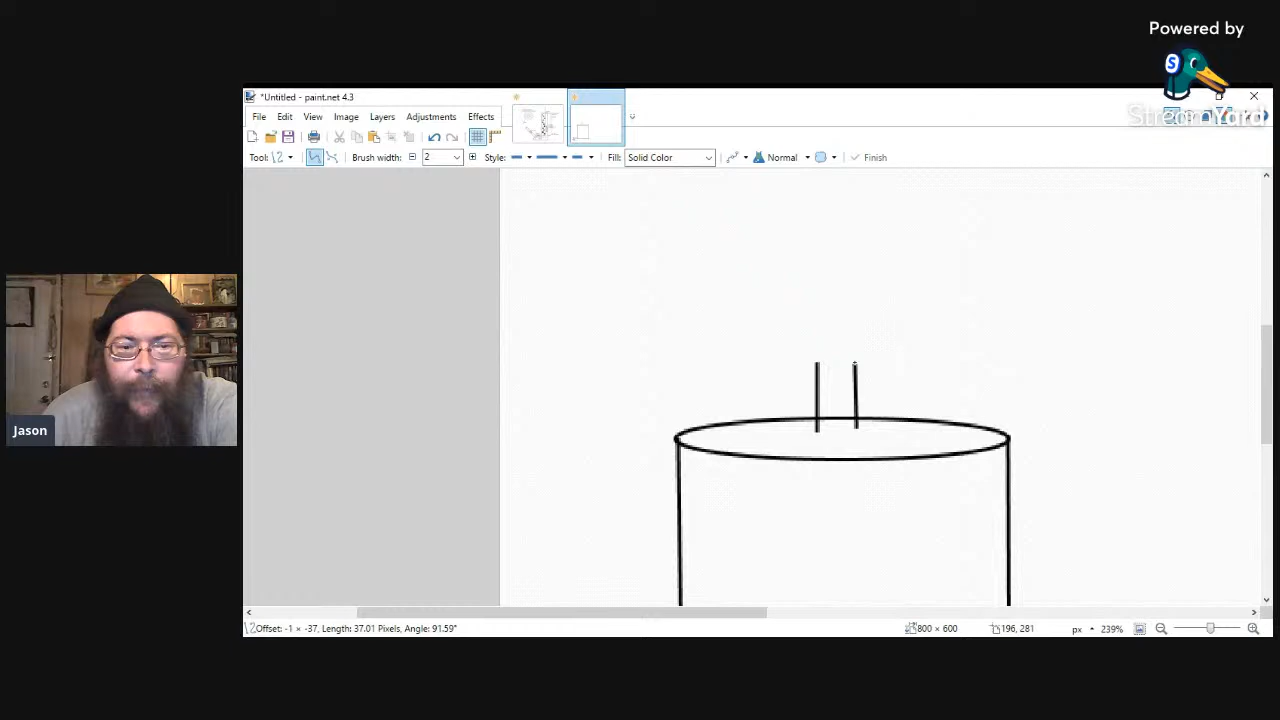 Powered by
StreamYard
*Untitled - paint.net 4.3
File Edit View Image Layers Adjustments Effects
Tool: Brush width: 2 Style: Fill: Solid Color Normal Finish
Jason
Offset: -1 × -37, Length: 37.01 Pixels, Angle: 91.59° 800 × 600 196, 281 px 239%